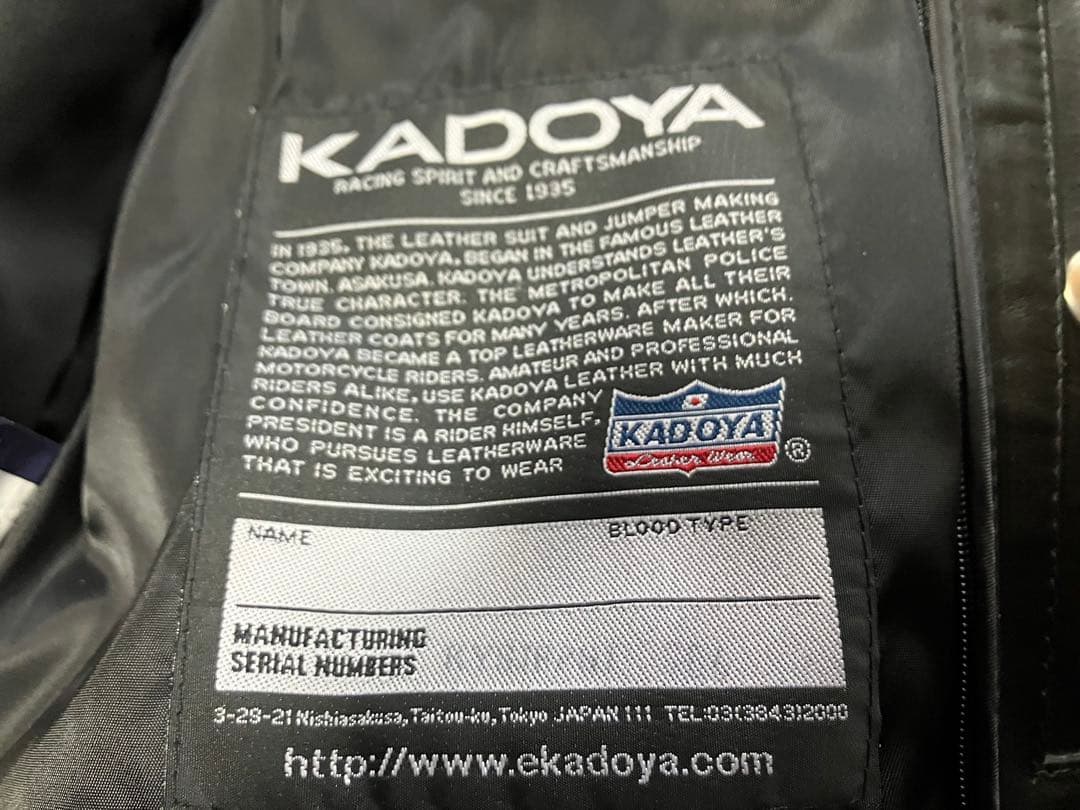 KADOYA
RACING SPIRIT AND CRAFTSMANSHIP
SINCE 1935
IN 1935, THE LEATHER SUIT AND JUMPER MAKING
COMPANY KADOYA, BEGAN IN THE FAMOUS LEATHER
TOWN, ASAKUSA. KADOYA UNDERSTANDS LEATHER'S
TRUE CHARACTER. THE METROPOLITAN POLICE
BOARD CONSIGNED KADOYA TO MAKE ALL THEIR
LEATHER COATS FOR MANY YEARS. AFTER WHICH,
KADOYA BECAME A TOP LEATHERWARE MAKER FOR
MOTORCYCLE RIDERS. AMATEUR AND PROFESSIONAL
RIDERS ALIKE, USE KADOYA LEATHER WITH MUCH
CONFIDENCE. THE COMPANY
PRESIDENT IS A RIDER HIMSELF,
WHO PURSUES LEATHERWARE
THAT IS EXCITING TO WEAR
KADOYA
Leather Wear
®
NAME BLOOD TYPE
MANUFACTURING
SERIAL NUMBERS
3-29-21 Nishiasakusa, Taitou-ku, Tokyo JAPAN 111 TEL:03(3843)2000
http://www.ekadoya.com